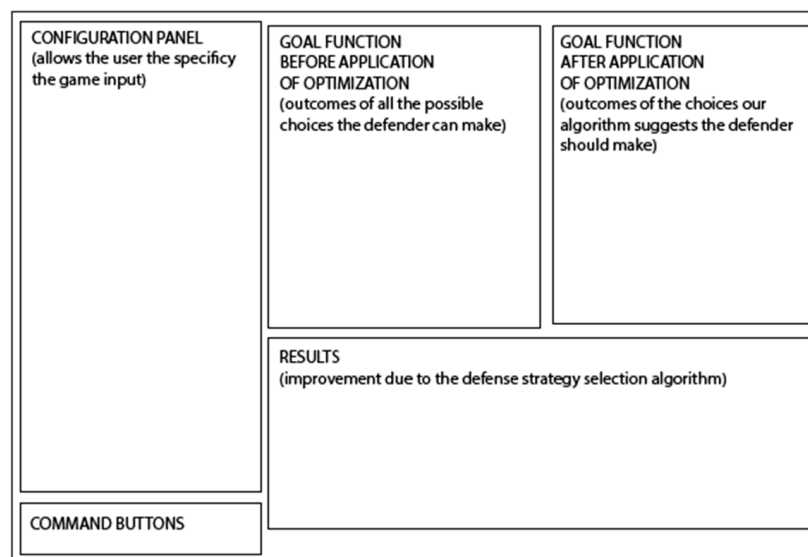 CONFIGURATION PANEL
(allows the user the specificy
the game input)
GOAL FUNCTION
BEFORE APPLICATION
OF OPTIMIZATION
(outcomes of all the possible
choices the defender can make)
GOAL FUNCTION
AFTER APPLICATION
OF OPTIMIZATION
(outcomes of the choices our
algorithm suggests the defender
should make)
RESULTS
(improvement due to the defense strategy selection algorithm)
COMMAND BUTTONS